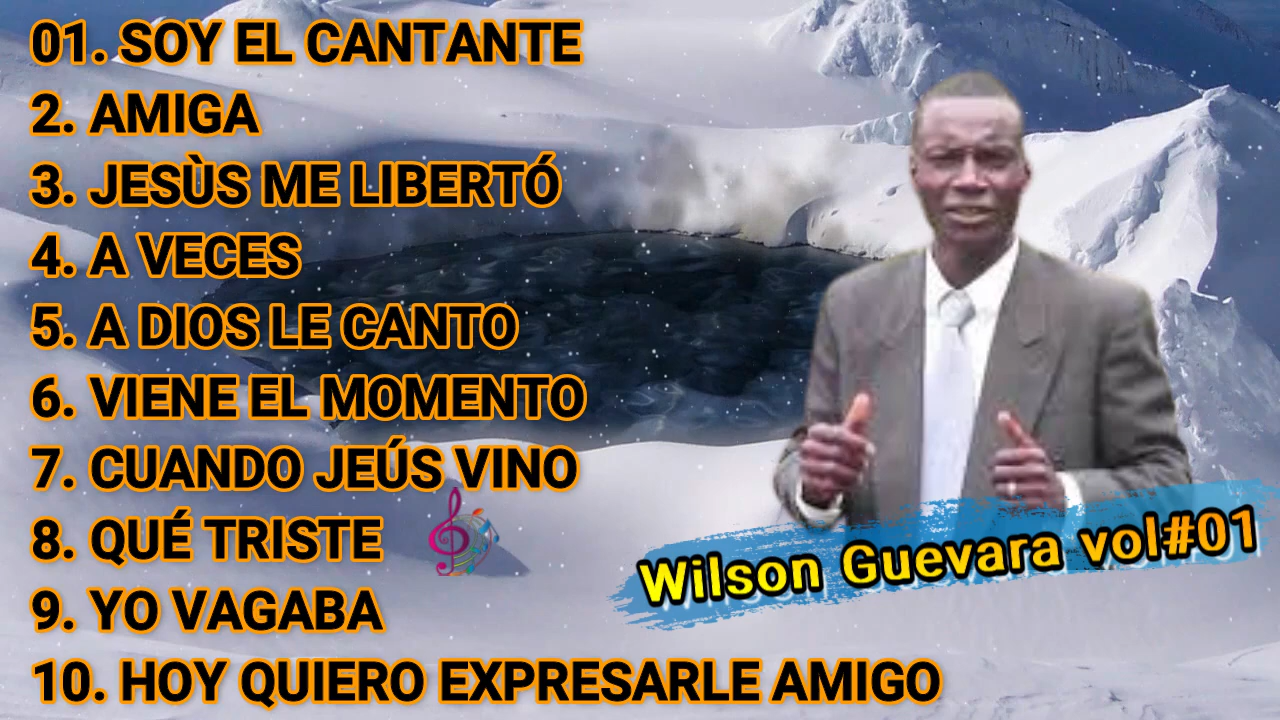 01. SOY EL CANTANTE
2. AMIGA
3. JESÙS ME LIBERTÓ
4. A VECES
5. A DIOS LE CANTO
6. VIENE EL MOMENTO
7. CUANDO JEÚS VINO
8. QUÉ TRISTE
9. YO VAGABA
10. HOY QUIERO EXPRESARLE AMIGO
Wilson Guevara vol#01